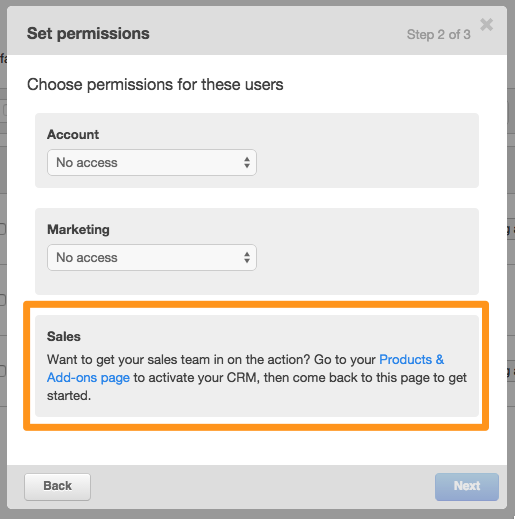 Set permissions
Step 2 of 3
Choose permissions for these users
Account
No access
Marketing
No access
Sales
Want to get your sales team in on the action? Go to your Products &
Add-ons page to activate your CRM, then come back to this page to get
started.
Back
Next